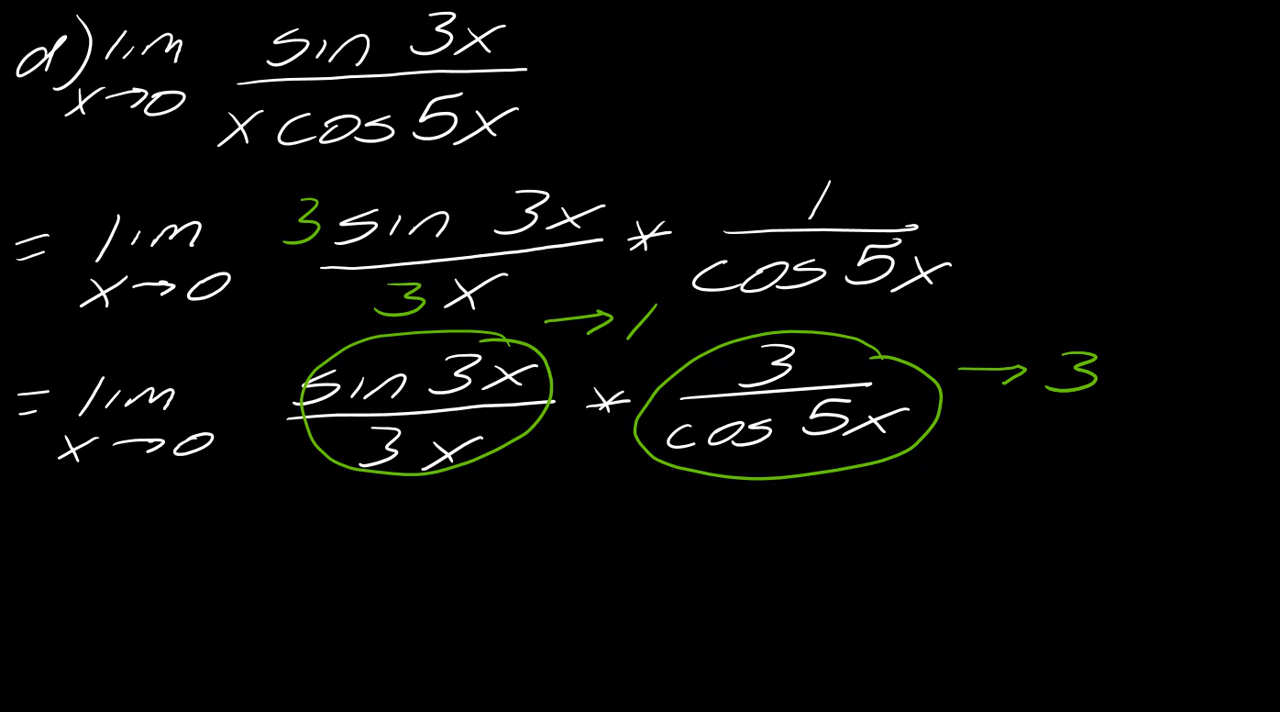 d) lim sin 3x
x→0 x cos 5x
= lim 3 sin 3x * 1
x→0 3 x cos 5x
→ 1
= lim sin 3x * 3 → 3
x→0 3x cos 5x